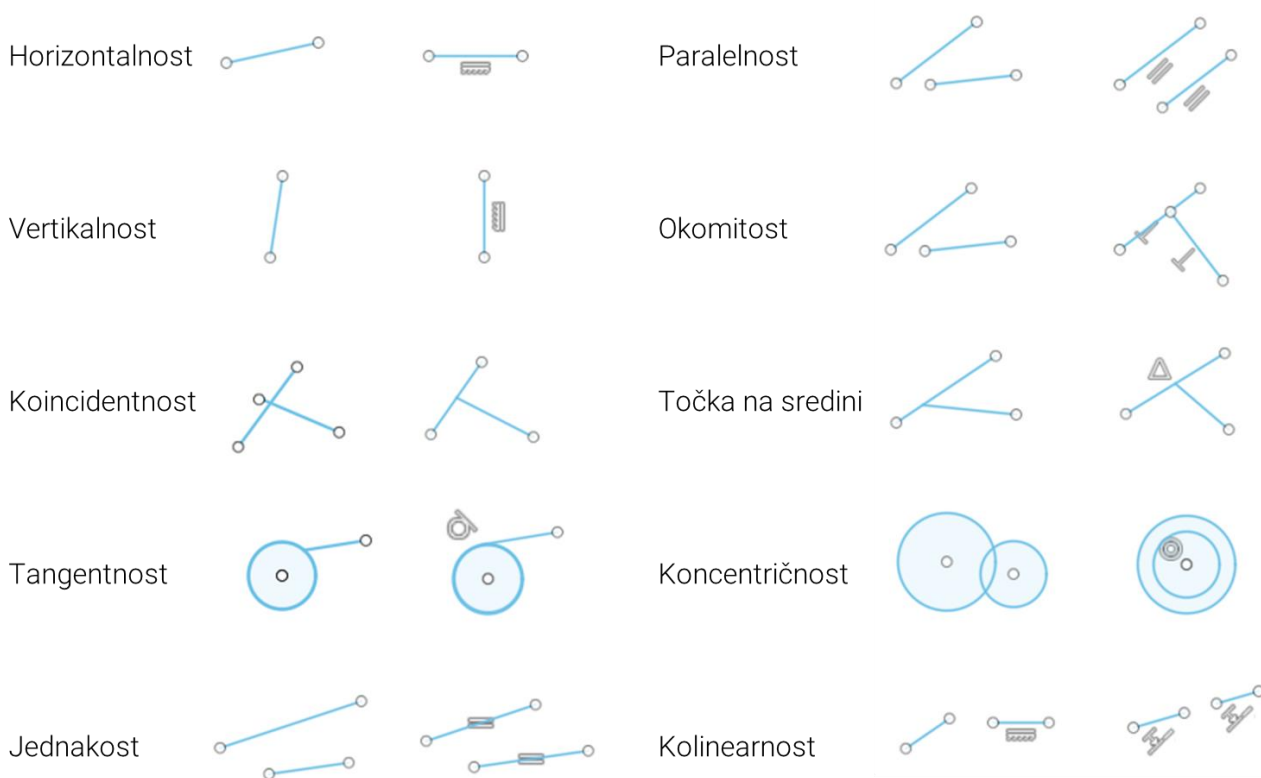 Horizontalnost
Paralelnost
Vertikalnost
Okomitost
Koincidentnost
Točka na sredini
Tangentnost
Koncentričnost
Jednakost
Kolinearnost